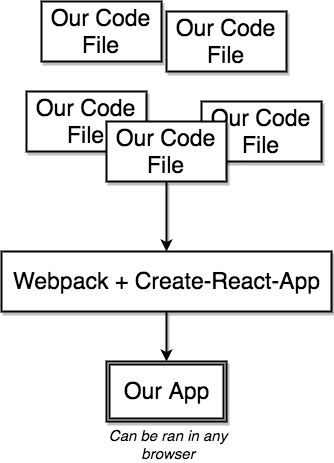 Our Code
File
Our Code
File
Our Code
File
Our Code
File
Our Code
File
Webpack + Create-React-App
Our App
Can be ran in any
browser